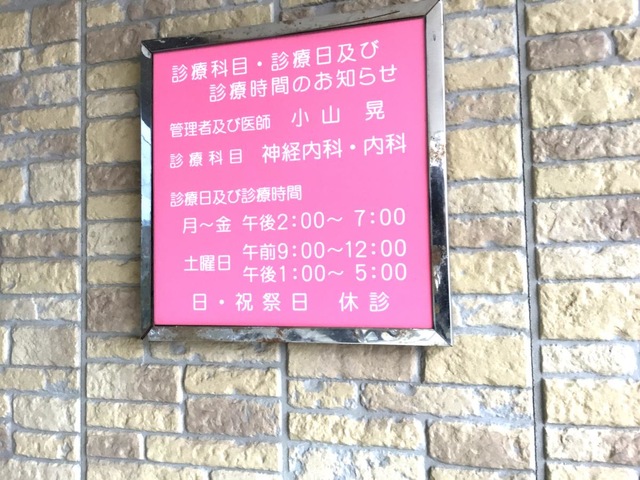 診療科目・診療日及び
診療時間のお知らせ
管理者及び医師 小山 晃
診療科目 神経内科・内科
診療日及び診療時間
月〜金 午後2:00〜 7:00
土曜日 午前9:00〜12:00
午後1:00〜 5:00
日・祝祭日 休診